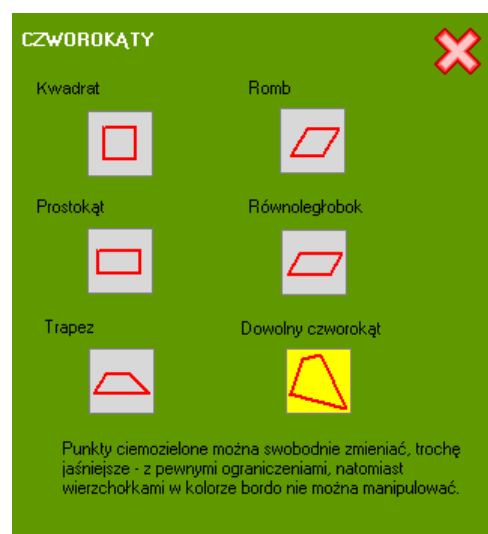 CZWOROKĄTY
Kwadrat
Romb
Prostokąt
Równoległobok
Trapez
Dowolny czworokąt
Punkty ciemozielone można swobodnie zmieniać, trochę
jaśniejsze - z pewnymi ograniczeniami, natomiast
wierzchołkami w kolorze bordo nie można manipulować.